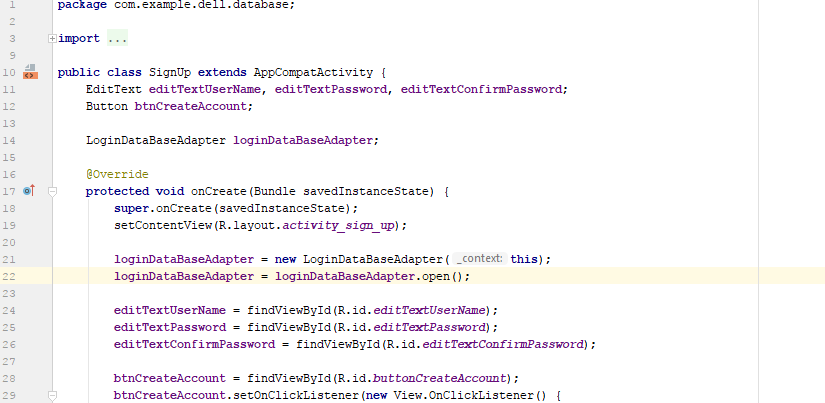 1 package com.example.dell.database;
2
3 import ...
9
10 public class SignUp extends AppCompatActivity {
11 EditText editTextUserName, editTextPassword, editTextConfirmPassword;
12 Button btnCreateAccount;
13
14 LoginDataBaseAdapter loginDataBaseAdapter;
15
16 @Override
17 protected void onCreate(Bundle savedInstanceState) {
18 super.onCreate(savedInstanceState);
19 setContentView(R.layout.activity_sign_up);
20
21 loginDataBaseAdapter = new LoginDataBaseAdapter( _context: this);
22 loginDataBaseAdapter = loginDataBaseAdapter.open();
23
24 editTextUserName = findViewById(R.id.editTextUserName);
25 editTextPassword = findViewById(R.id.editTextPassword);
26 editTextConfirmPassword = findViewById(R.id.editTextConfirmPassword);
27
28 btnCreateAccount = findViewById(R.id.buttonCreateAccount);
29 btnCreateAccount.setOnClickListener(new View.OnClickListener() {